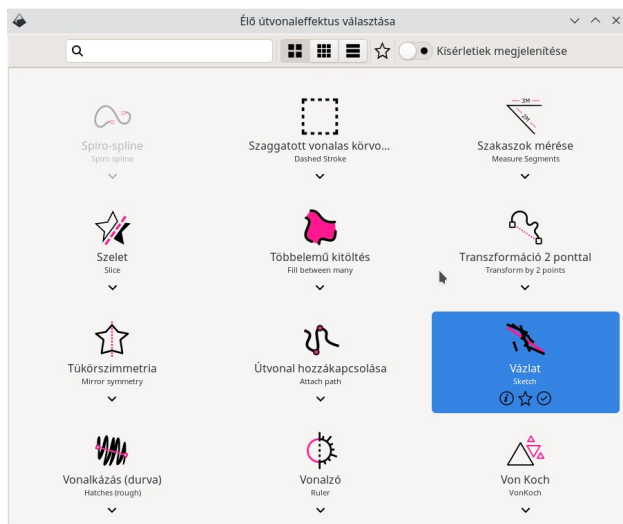 Élő útvonaleffektus választása
Kísérletiek megjelenítése
3M
2M
Spiro-spline
Spiro spline
Szaggatott vonalas körvo...
Dashed Stroke
Szakaszok mérése
Measure Segments
Szelet
Slice
Többelemű kitöltés
Fill between many
Transzformáció 2 ponttal
Transform by 2 points
Tükörszimmetria
Mirror symmetry
Útvonal hozzákapcsolása
Attach path
Vázlat
Sketch
Vonalkázás (durva)
Hatches (rough)
Vonalzó
Ruler
Von Koch
VonKoch